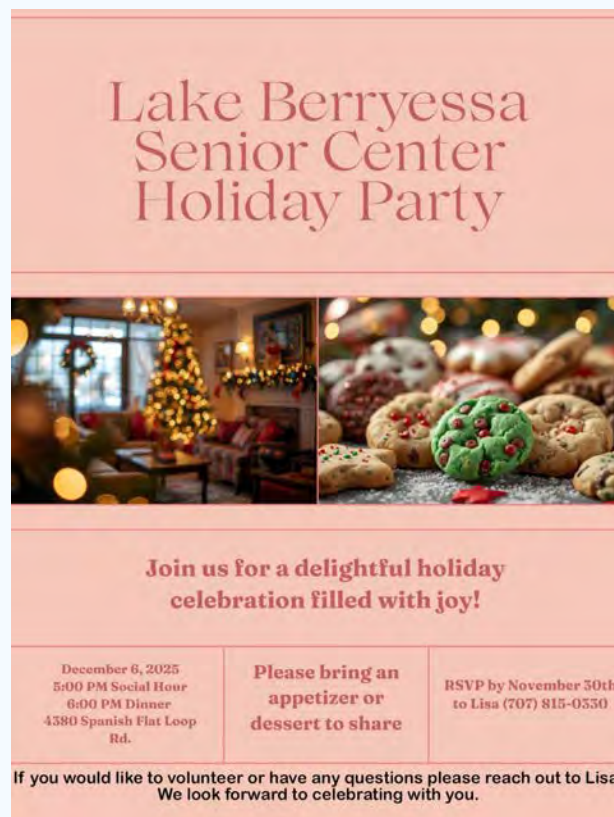 Lake Berryessa
Senior Center
Holiday Party
Join us for a delightful holiday
celebration filled with joy!
December 6, 2025
5:00 PM Social Hour
6:00 PM Dinner
4380 Spanish Flat Loop
Rd.
Please bring an
appetizer or
dessert to share
RSVP by November 30th
to Lisa (707) 815-0330
If you would like to volunteer or have any questions please reach out to Lisa
We look forward to celebrating with you.